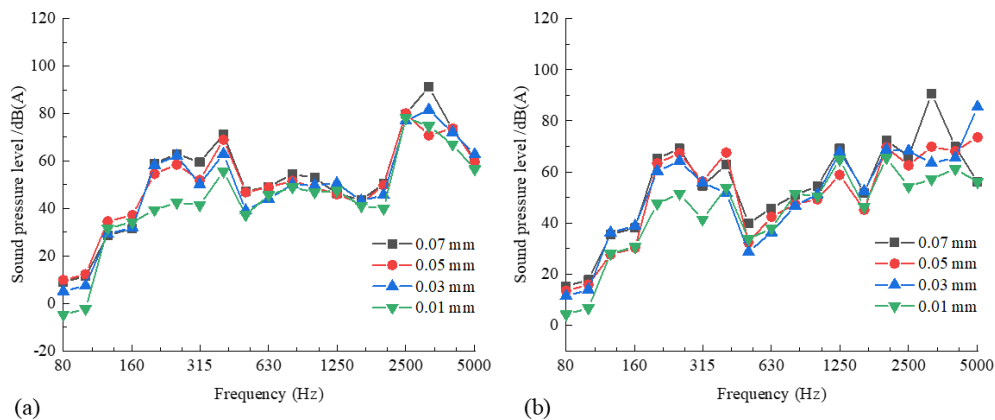 120
100
80
60
40
20
0
-20
Sound pressure level /dB(A)
80 160 315 630 1250 2500 5000
Frequency (Hz)
0.07 mm
0.05 mm
0.03 mm
0.01 mm
(a)
120
100
80
60
40
20
0
Sound pressure level /dB(A)
80 160 315 630 1250 2500 5000
Frequency (Hz)
0.07 mm
0.05 mm
0.03 mm
0.01 mm
(b)